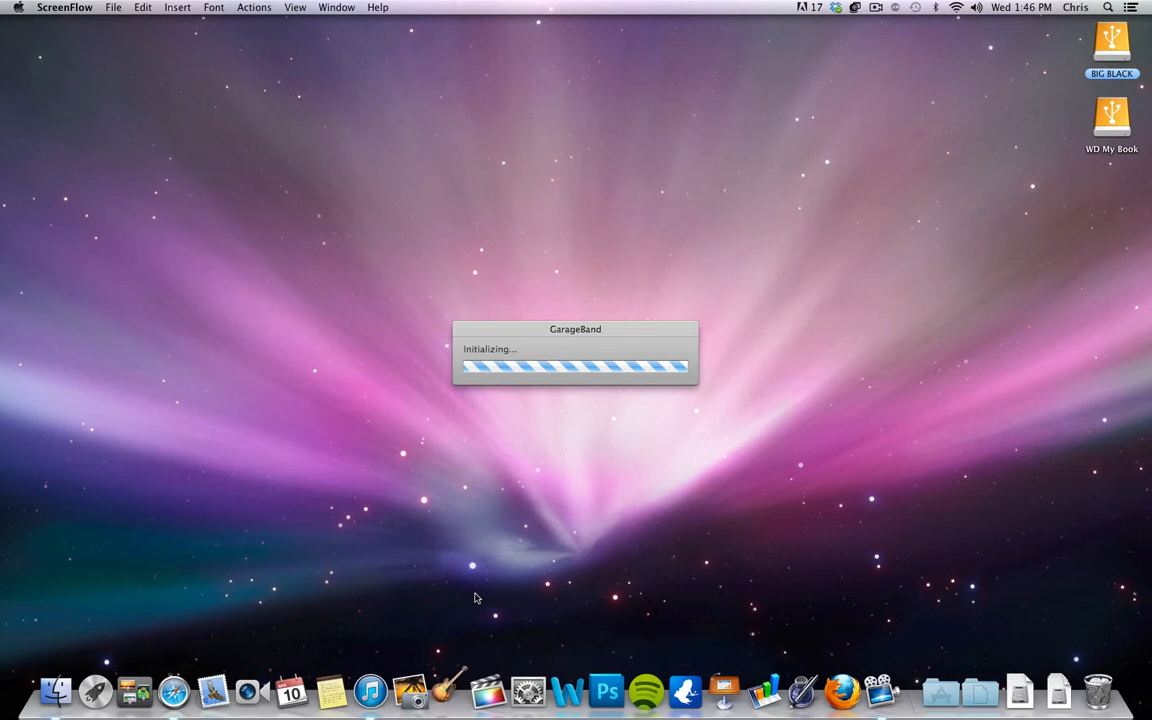 ScreenFlow File Edit Insert Font Actions View Window Help
17 Wed 1:46 PM Chris
BIG BLACK
WD My Book
GarageBand
Initializing...
10
W Ps